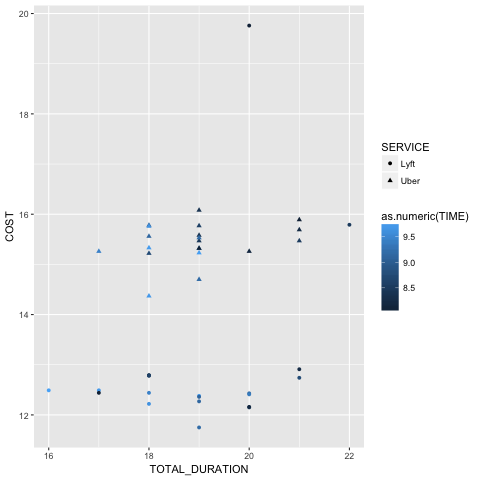 20
18
16
14
12
COST
16
18
20
22
TOTAL_DURATION
SERVICE
Lyft
Uber
as.numeric(TIME)
9.5
9.0
8.5